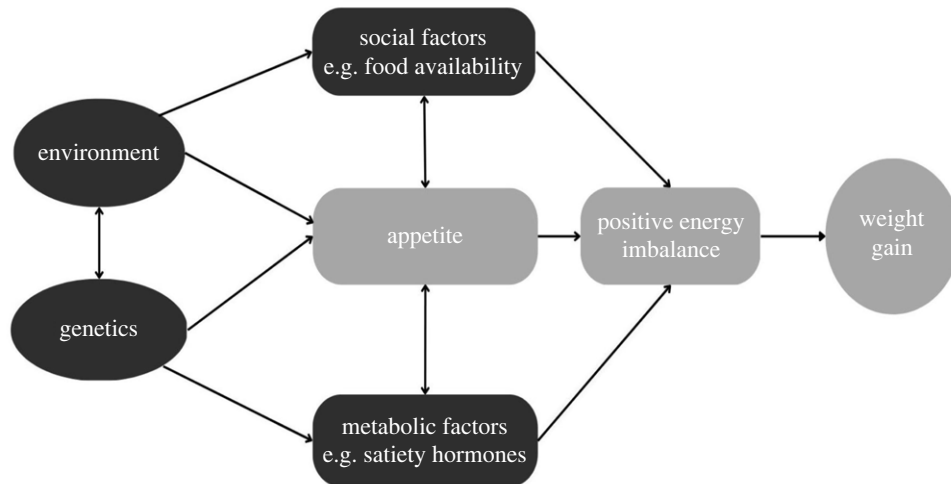 social factors
e.g. food availability
environment
appetite
positive energy
imbalance
weight
gain
genetics
metabolic factors
e.g. satiety hormones